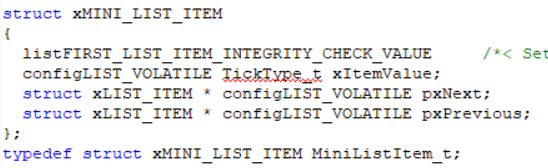 struct xMINI_LIST_ITEM
{
listFIRST_LIST_ITEM_INTEGRITY_CHECK_VALUE /*< Set
configLIST_VOLATILE TickType_t xItemValue;
struct xLIST_ITEM * configLIST_VOLATILE pxNext;
struct xLIST_ITEM * configLIST_VOLATILE pxPrevious;
};
typedef struct xMINI_LIST_ITEM MiniListItem_t;